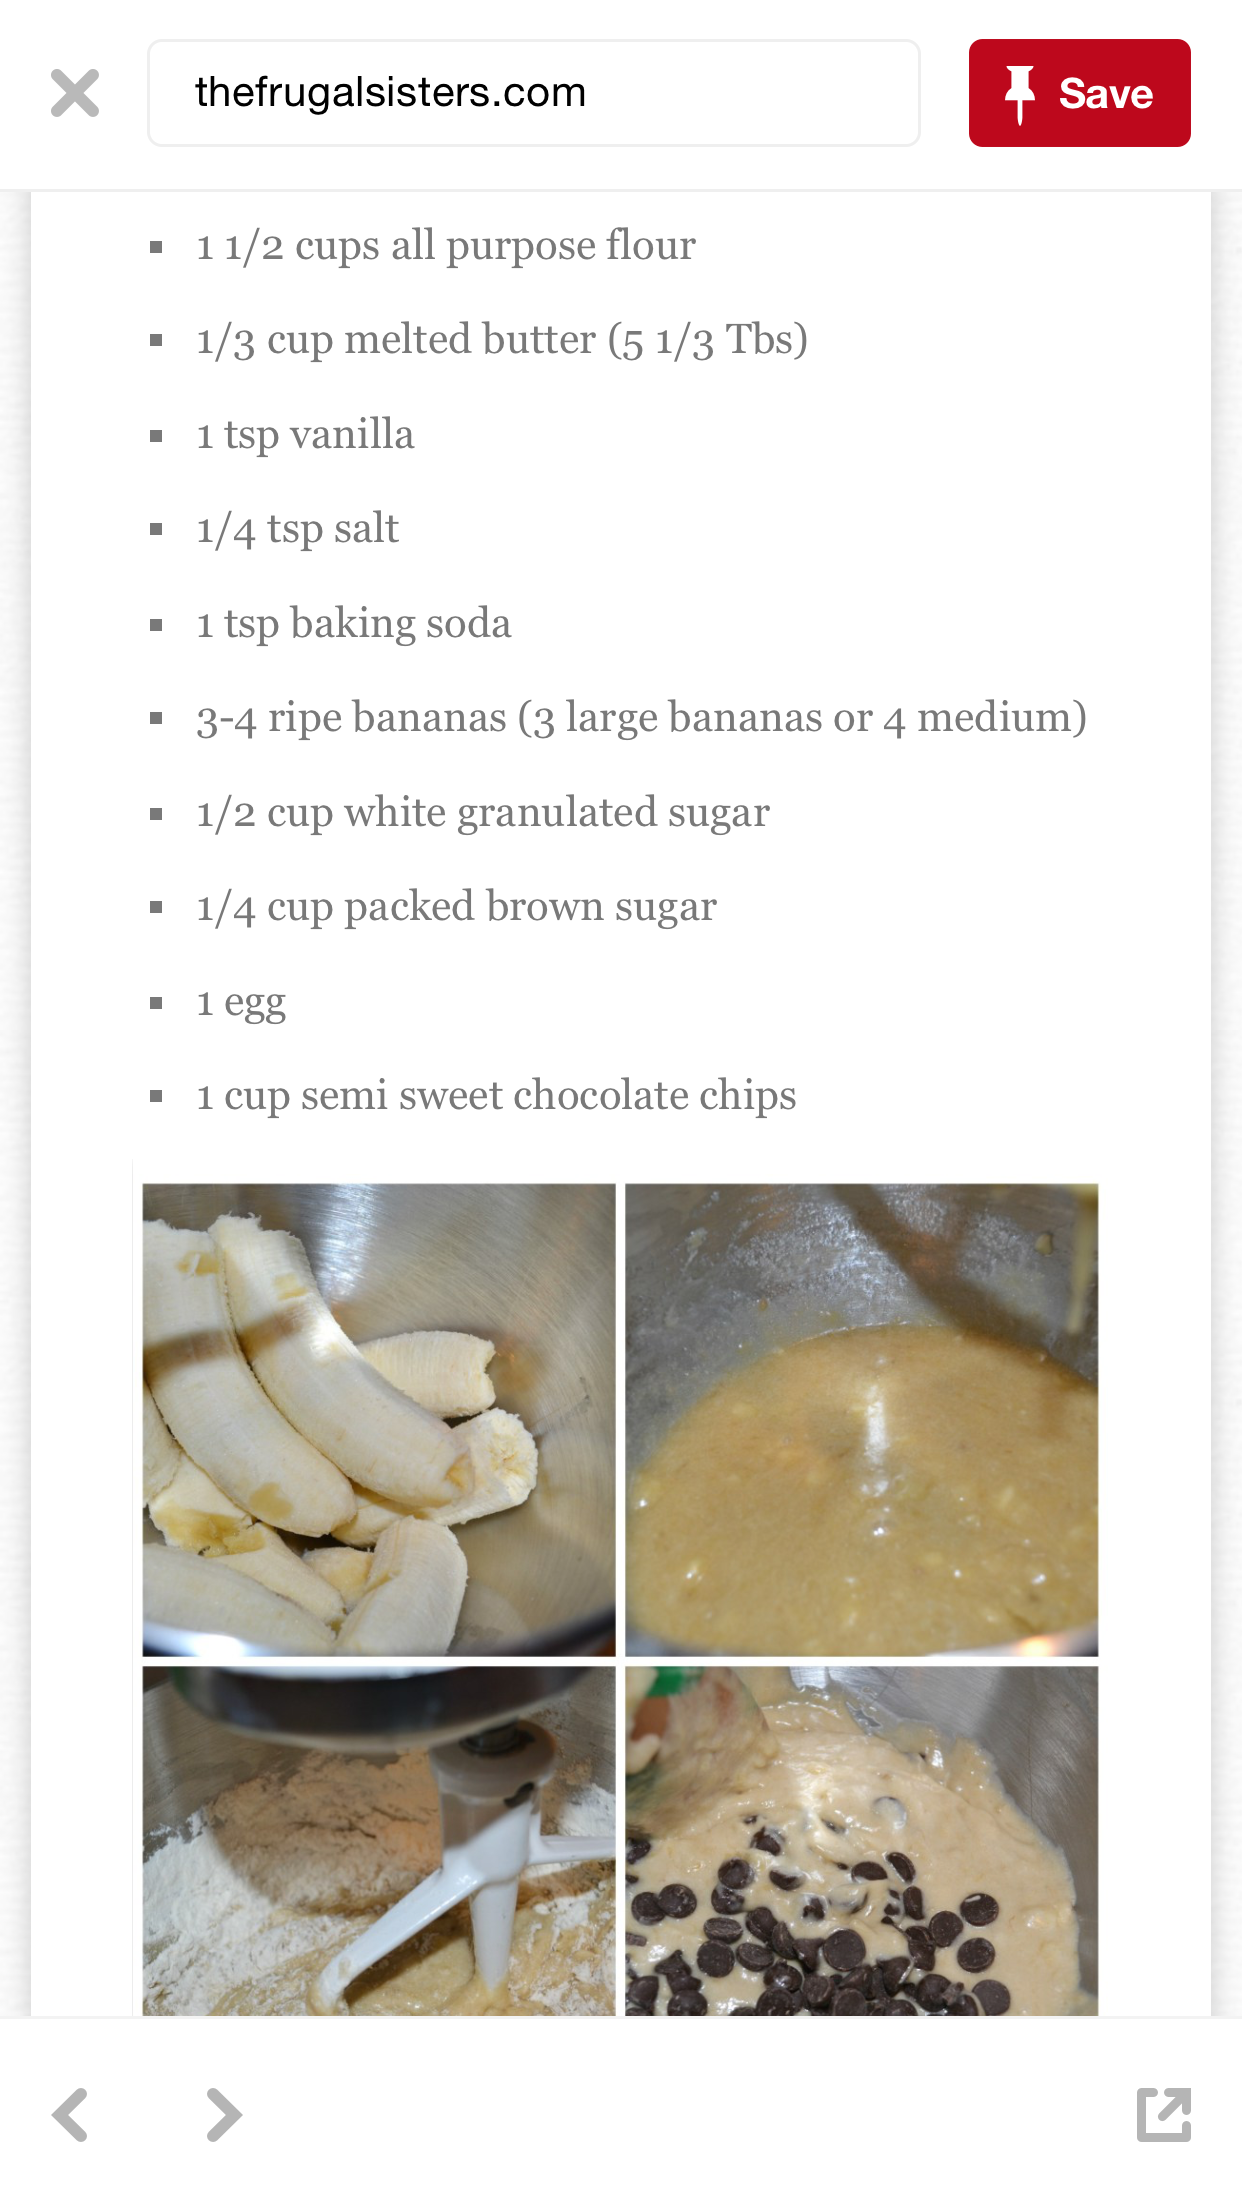 thefrugalsisters.com
Save
1 1/2 cups all purpose flour
1/3 cup melted butter (5 1/3 Tbs)
1 tsp vanilla
1/4 tsp salt
1 tsp baking soda
3-4 ripe bananas (3 large bananas or 4 medium)
1/2 cup white granulated sugar
1/4 cup packed brown sugar
1 egg
1 cup semi sweet chocolate chips